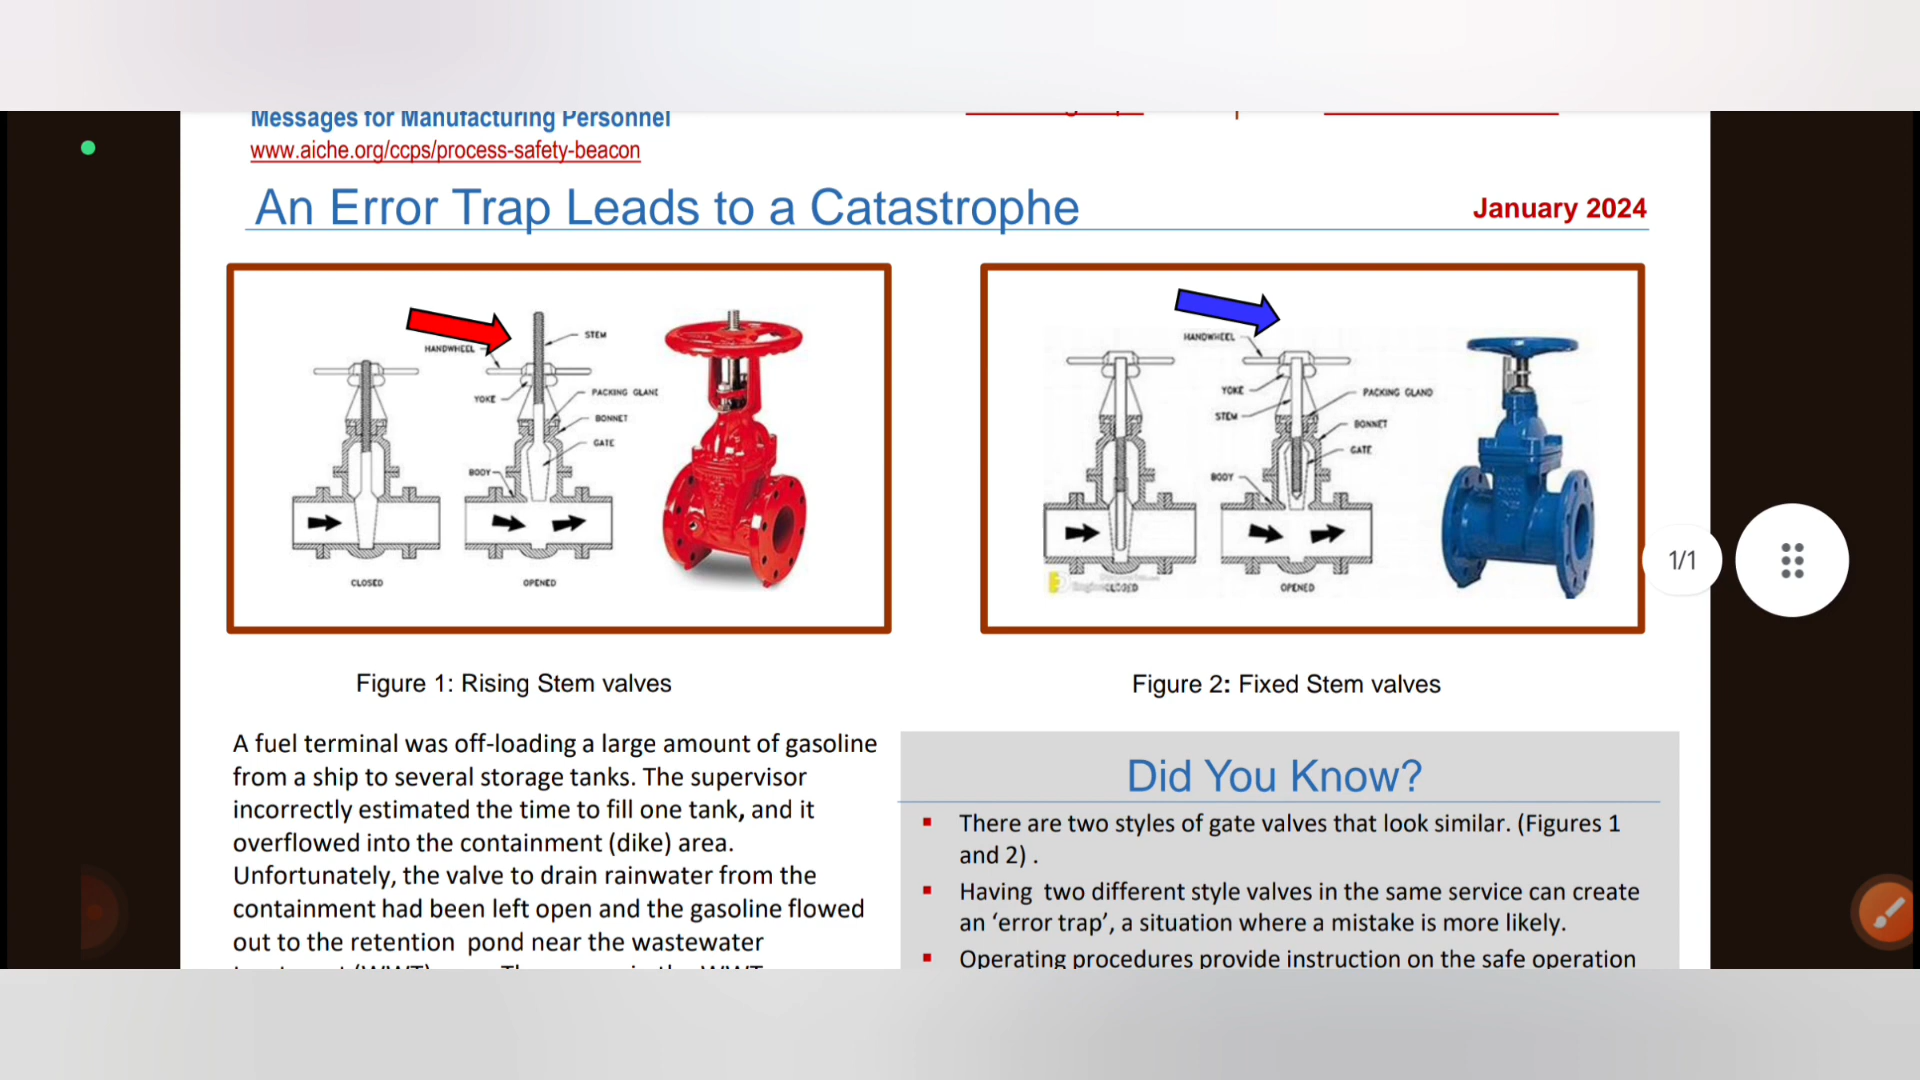 Messages for Manufacturing Personnel
www.aiche.org/ccps/process-safety-beacon
An Error Trap Leads to a Catastrophe
January 2024
HANDWHEEL
STEM
YOKE
PACKING GLAND
BONNET
GATE
BODY
CLOSED
OPENED
HANDWHEEL
YOKE
STEM
PACKING GLAND
BONNET
GATE
BODY
CLOSED
OPENED
1/1
Figure 1: Rising Stem valves
Figure 2: Fixed Stem valves
A fuel terminal was off-loading a large amount of gasoline
from a ship to several storage tanks. The supervisor
incorrectly estimated the time to fill one tank, and it
overflowed into the containment (dike) area.
Unfortunately, the valve to drain rainwater from the
containment had been left open and the gasoline flowed
out to the retention pond near the wastewater
Did You Know?
▪ There are two styles of gate valves that look similar. (Figures 1
and 2) .
▪ Having two different style valves in the same service can create
an ‘error trap’, a situation where a mistake is more likely.
▪ Operating procedures provide instruction on the safe operation